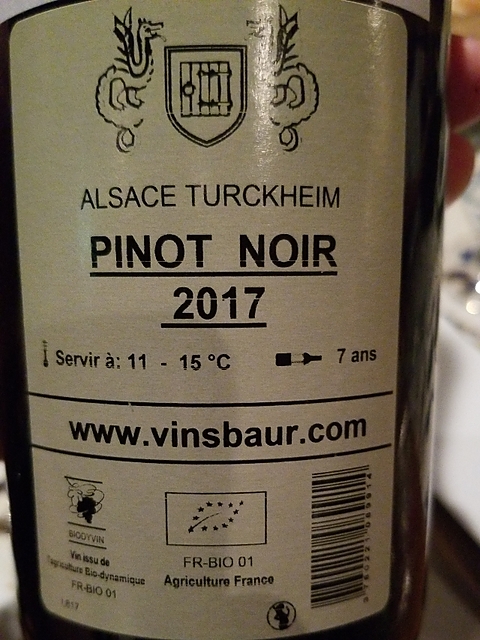 ALSACE TURCKHEIM
PINOT NOIR
2017
Servir à: 11 - 15 °C
7 ans
www.vinsbaur.com
BIODYVIN
Vin issu de
l'agriculture Bio-dynamique
FR-BIO 01
L817
FR-BIO 01
Agriculture France